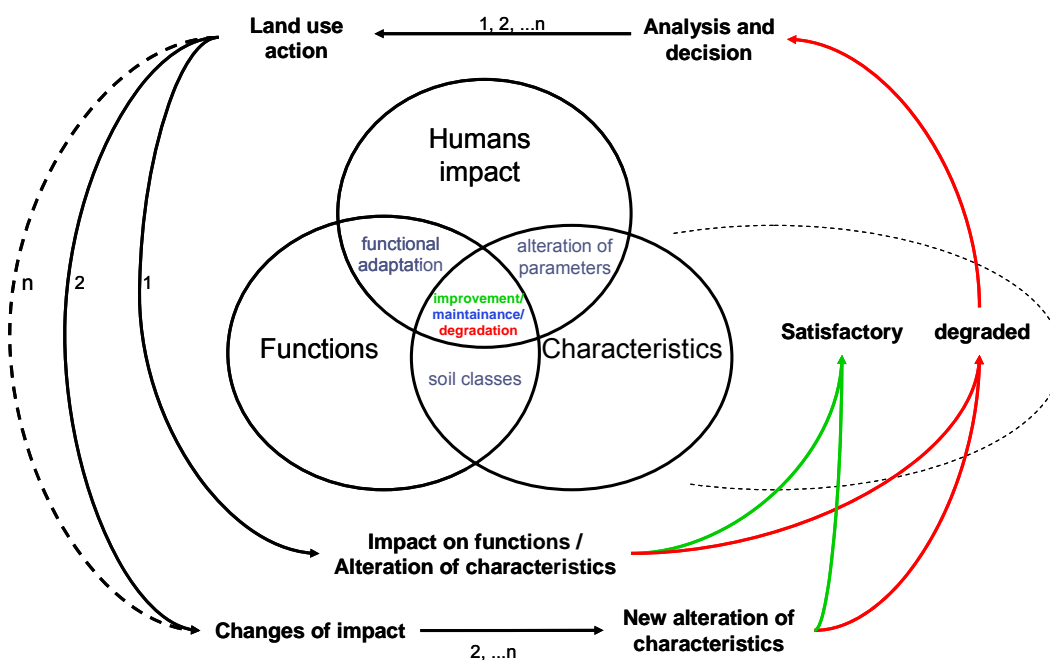 Land use
action
1, 2, ...n
Analysis and
decision
Humans
impact
functional
adaptation
alteration of
parameters
n
2
1
improvement/
maintainance/
degradation
Functions
Characteristics
soil classes
Satisfactory
degraded
Impact on functions /
Alteration of characteristics
Changes of impact
2, ...n
New alteration of
characteristics